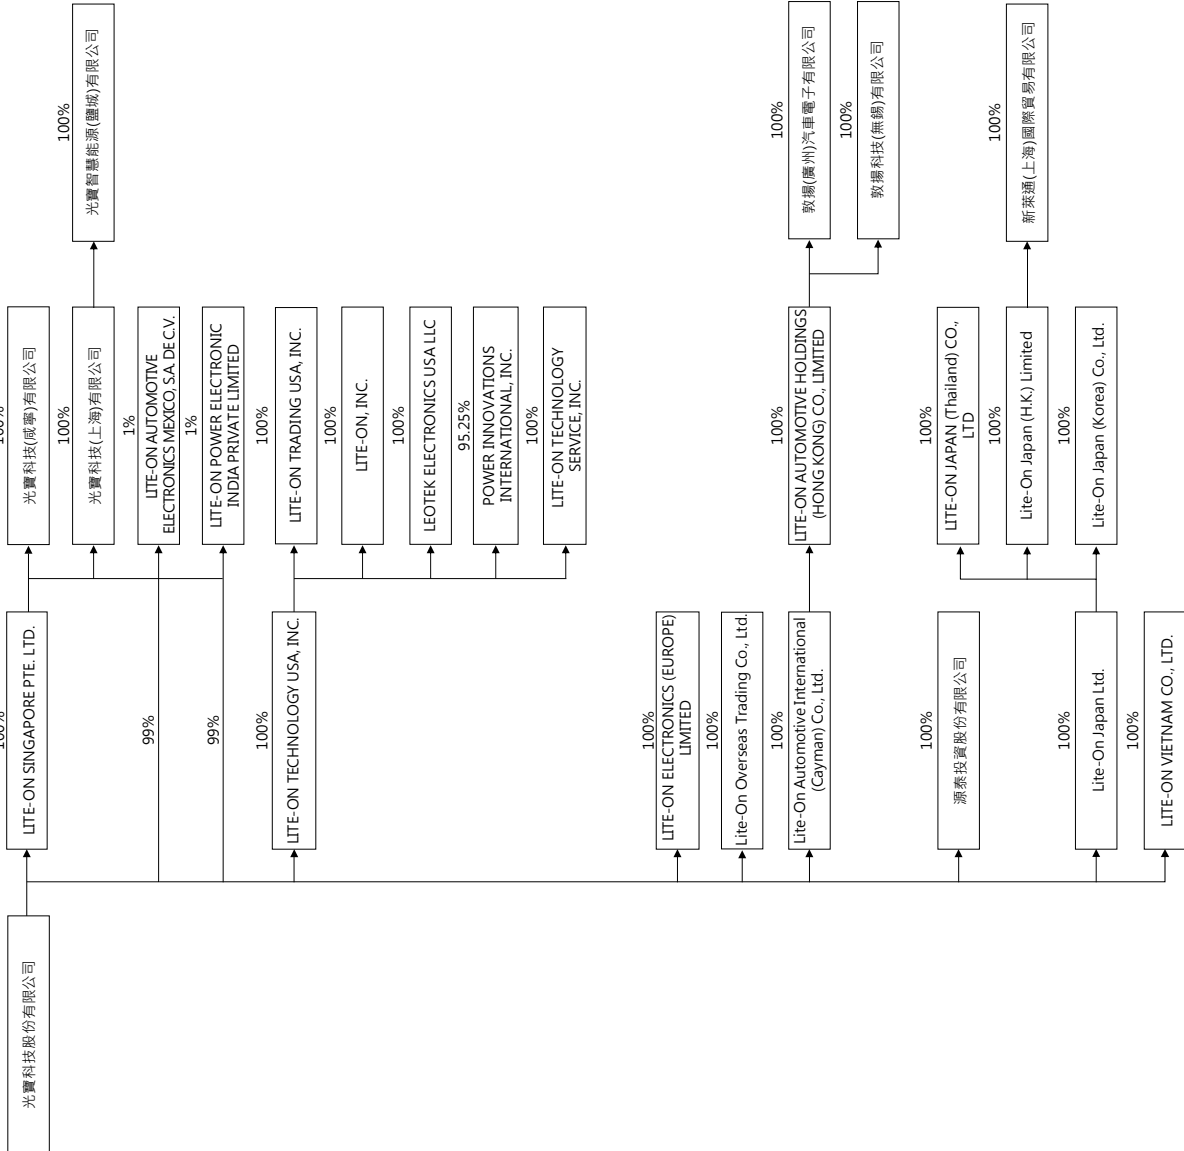 光寶科技股份有限公司
100%
LITE-ON SINGAPORE PTE. LTD.
99%
99%
100%
LITE-ON TECHNOLOGY USA, INC.
100%
LITE-ON ELECTRONICS (EUROPE)
LIMITED
100%
Lite-On Overseas Trading Co., Ltd.
100%
Lite-On Automotive International
(Cayman) Co., Ltd.
100%
源泰投資股份有限公司
100%
Lite-On Japan Ltd.
100%
LITE-ON VIETNAM CO., LTD.
100%
光寶科技(咸寧)有限公司
100%
光寶科技(上海)有限公司
1%
LITE-ON AUTOMOTIVE
ELECTRONICS MEXICO, S.A. DE C.V.
1%
LITE-ON POWER ELECTRONIC
INDIA PRIVATE LIMITED
100%
LITE-ON TRADING USA, INC.
100%
LITE-ON, INC.
100%
LEOTEK ELECTRONICS USA LLC
95.25%
POWER INNOVATIONS
INTERNATIONAL, INC.
100%
LITE-ON TECHNOLOGY
SERVICE, INC.
100%
LITE-ON AUTOMOTIVE HOLDINGS
(HONG KONG) CO., LIMITED
100%
LITE-ON JAPAN (Thailand) CO.,
LTD
100%
Lite-On Japan (H.K.) Limited
100%
Lite-On Japan (Korea) Co., Ltd.
100%
光寶智慧能源(鹽城)有限公司
100%
敦揚(廣州)汽車電子有限公司
100%
敦揚科技(無錫)有限公司
100%
新萊通(上海)國際貿易有限公司